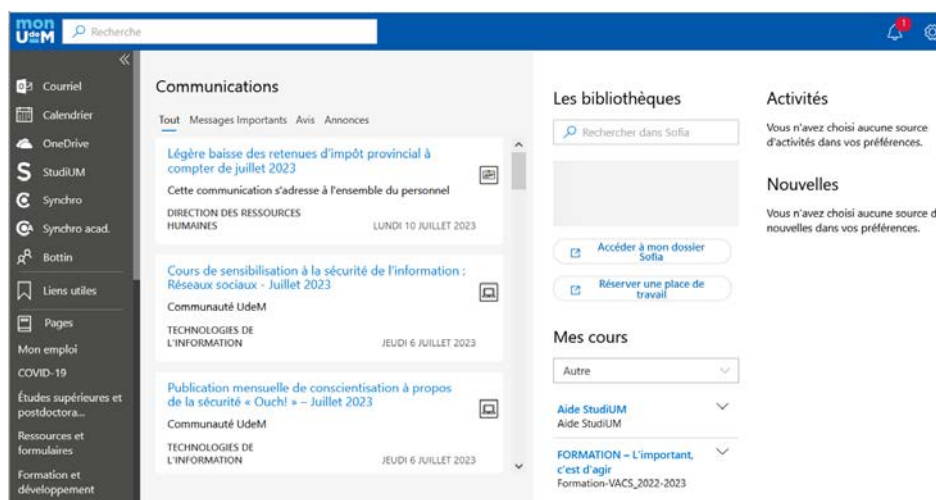 mon
UdeM
Recherche
1
Courriel
Calendrier
OneDrive
StudiUM
Synchro
Synchro acad.
Bottin
Liens utiles
Pages
Mon emploi
COVID-19
Études supérieures et
postdoctora...
Ressources et
formulaires
Formation et
développement
Communications
Tout Messages Importants Avis Annonces
Légère baisse des retenues d'impôt provincial à
compter de juillet 2023
Cette communication s'adresse à l'ensemble du personnel
DIRECTION DES RESSOURCES
HUMAINES LUNDI 10 JUILLET 2023
Cours de sensibilisation à la sécurité de l'information :
Réseaux sociaux - Juillet 2023
Communauté UdeM
TECHNOLOGIES DE
L'INFORMATION JEUDI 6 JUILLET 2023
Publication mensuelle de conscientisation à propos
de la sécurité « Ouch! » – Juillet 2023
Communauté UdeM
TECHNOLOGIES DE
L'INFORMATION JEUDI 6 JUILLET 2023
Les bibliothèques
Rechercher dans Sofia
Accéder à mon dossier
Sofia
Réserver une place de
travail
Mes cours
Autre
Aide StudiUM
Aide StudiUM
FORMATION – L'important,
c'est d'agir
Formation-VACS_2022-2023
Activités
Vous n'avez choisi aucune source
d'activités dans vos préférences.
Nouvelles
Vous n'avez choisi aucune source d
nouvelles dans vos préférences.